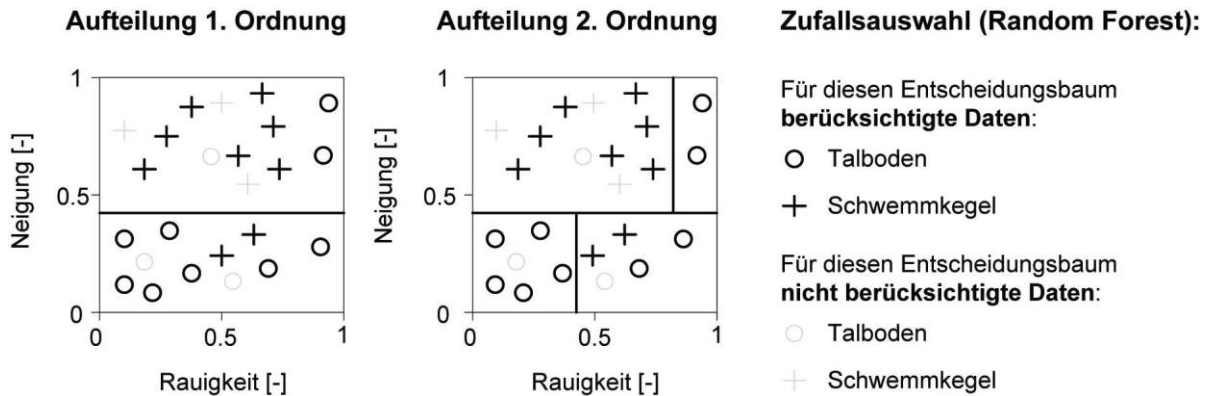 Aufteilung 1. Ordnung
1
0.5
0
0
0.5
1
Neigung [-]
Rauigkeit [-]
Aufteilung 2. Ordnung
1
0.5
0
0
0.5
1
Neigung [-]
Rauigkeit [-]
Zufallsauswahl (Random Forest):
Für diesen Entscheidungsbaum
berücksichtigte Daten:
Talboden
Schwemmkegel
Für diesen Entscheidungsbaum
nicht berücksichtigte Daten:
Talboden
Schwemmkegel